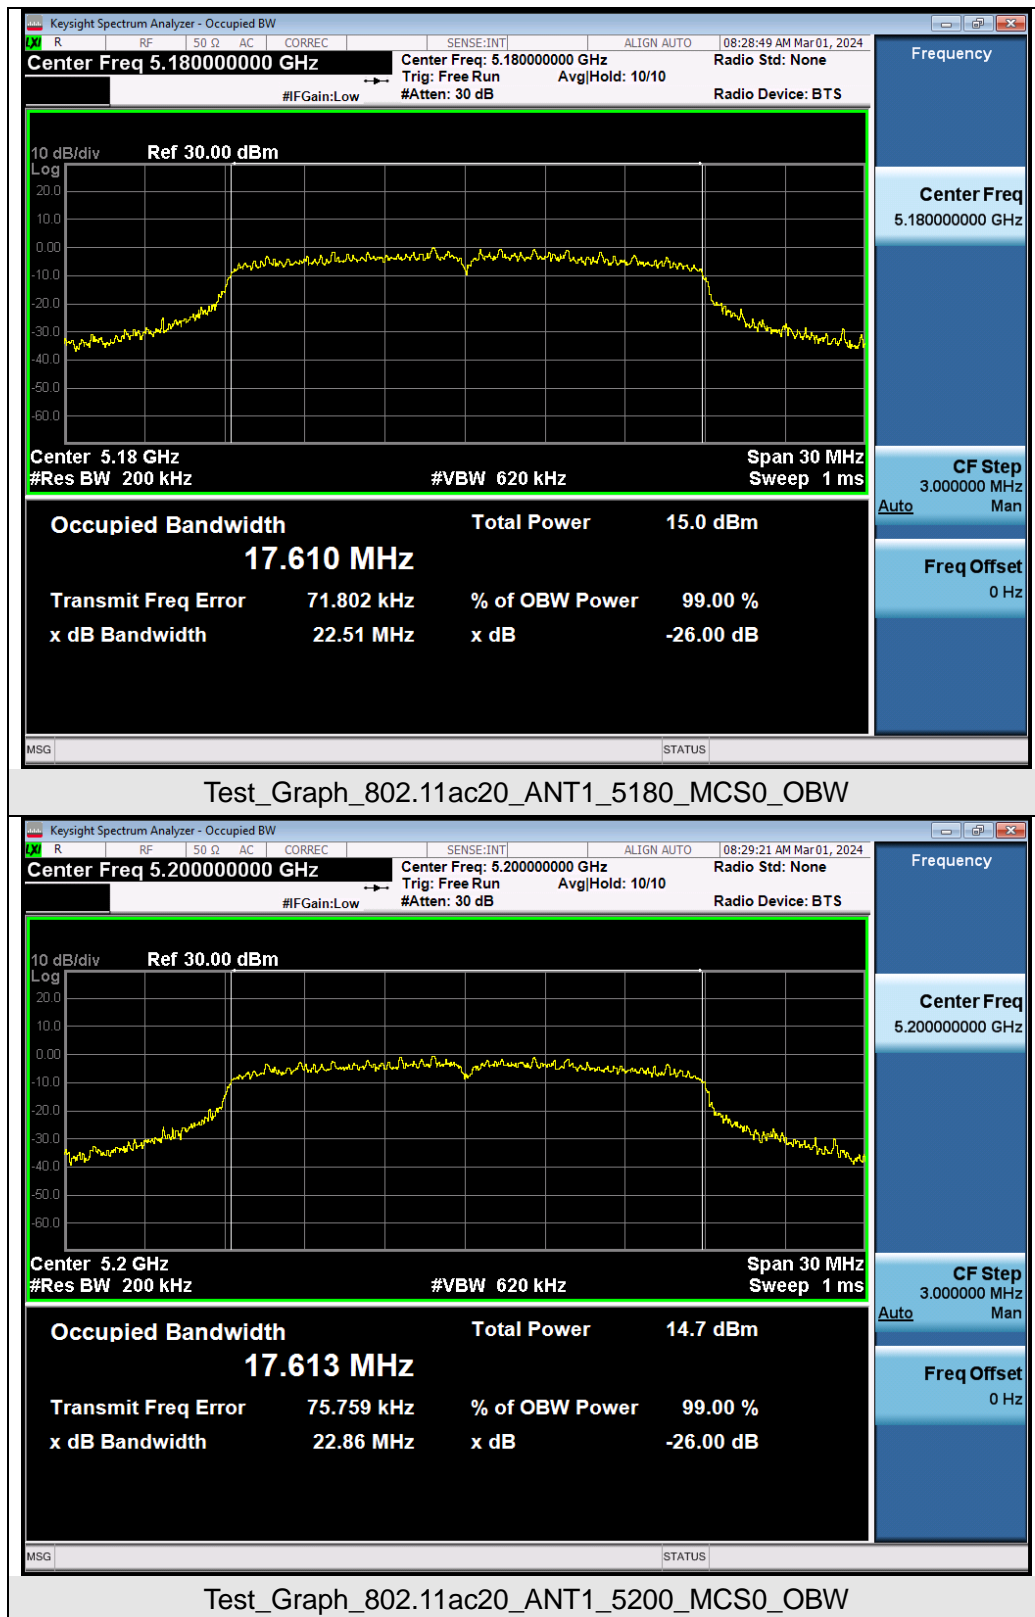 Keysight Spectrum Analyzer - Occupied BW
LXI R RF 50 Ω AC CORREC SENSE:INT ALIGN AUTO 08:28:49 AM Mar 01, 2024
Center Freq 5.180000000 GHz
Center Freq: 5.180000000 GHz
Radio Std: None
Trig: Free Run Avg|Hold: 10/10
#IFGain:Low
#Atten: 30 dB
Radio Device: BTS
Frequency
10 dB/div Ref 30.00 dBm
Log
20.0
10.0
0.00
-10.0
-20.0
-30.0
-40.0
-50.0
-60.0
Center Freq
5.180000000 GHz
Center 5.18 GHz Span 30 MHz
#Res BW 200 kHz #VBW 620 kHz Sweep 1 ms
CF Step
3.000000 MHz
Auto Man
Occupied Bandwidth Total Power 15.0 dBm
17.610 MHz
Transmit Freq Error 71.802 kHz % of OBW Power 99.00 %
x dB Bandwidth 22.51 MHz x dB -26.00 dB
Freq Offset
0 Hz
MSG STATUS
Test_Graph_802.11ac20_ANT1_5180_MCS0_OBW
Keysight Spectrum Analyzer - Occupied BW
LXI R RF 50 Ω AC CORREC SENSE:INT ALIGN AUTO 08:29:21 AM Mar 01, 2024
Center Freq 5.200000000 GHz
Center Freq: 5.200000000 GHz
Radio Std: None
Trig: Free Run Avg|Hold: 10/10
#IFGain:Low
#Atten: 30 dB
Radio Device: BTS
Frequency
10 dB/div Ref 30.00 dBm
Log
20.0
10.0
0.00
-10.0
-20.0
-30.0
-40.0
-50.0
-60.0
Center Freq
5.200000000 GHz
Center 5.2 GHz Span 30 MHz
#Res BW 200 kHz #VBW 620 kHz Sweep 1 ms
CF Step
3.000000 MHz
Auto Man
Occupied Bandwidth Total Power 14.7 dBm
17.613 MHz
Transmit Freq Error 75.759 kHz % of OBW Power 99.00 %
x dB Bandwidth 22.86 MHz x dB -26.00 dB
Freq Offset
0 Hz
MSG STATUS
Test_Graph_802.11ac20_ANT1_5200_MCS0_OBW